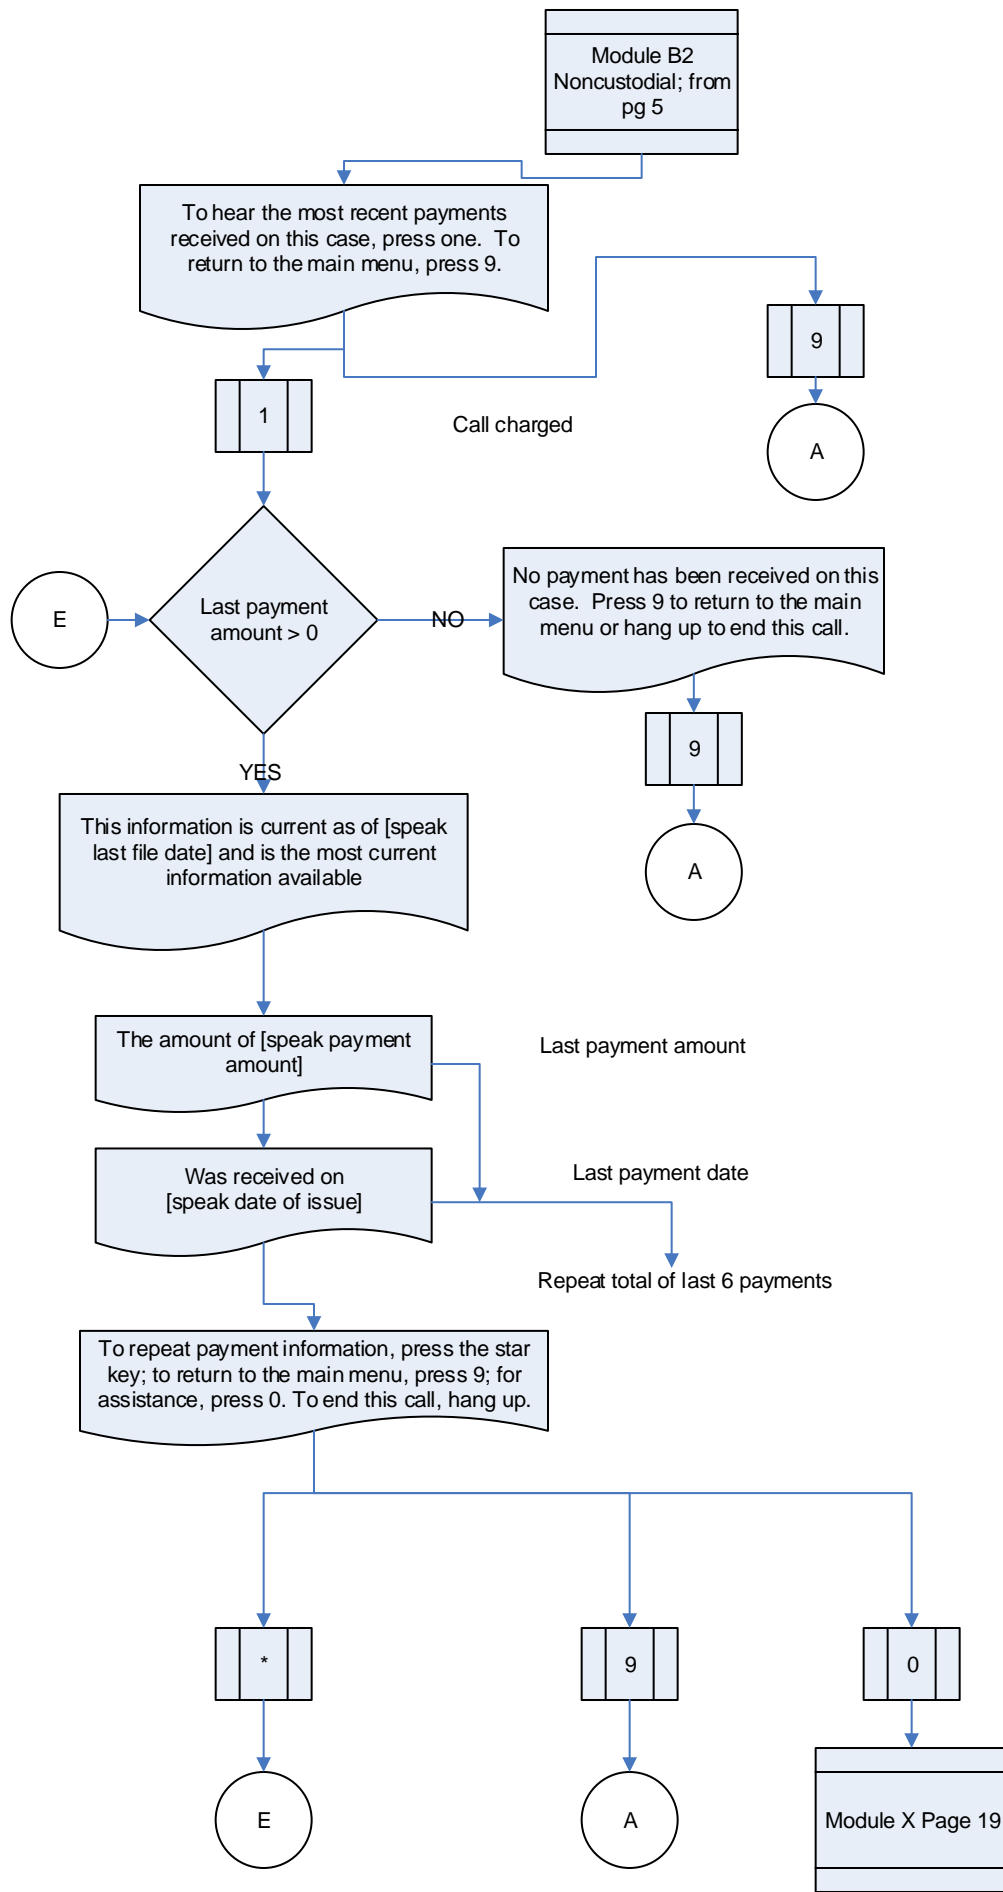 Module B2
Noncustodial; from
pg 5
To hear the most recent payments
received on this case, press one. To
return to the main menu, press 9.
9
1
Call charged
A
E
Last payment
amount > 0
NO
No payment has been received on this
case. Press 9 to return to the main
menu or hang up to end this call.
9
YES
This information is current as of [speak
last file date] and is the most current
information available
A
The amount of [speak payment
amount]
Last payment amount
Was received on
[speak date of issue]
Last payment date
Repeat total of last 6 payments
To repeat payment information, press the star
key; to return to the main menu, press 9; for
assistance, press 0. To end this call, hang up.
*
9
0
E
A
Module X Page 19